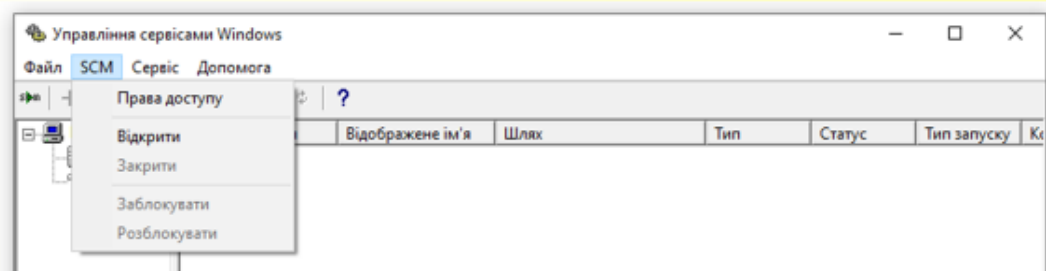 Управління сервісами Windows
Файл SCM Сервіс Допомога
Права доступу ?
Відкрити Відображене ім'я Шлях Тип Статус Тип запуску
Закрити
Заблокувати
Розблокувати